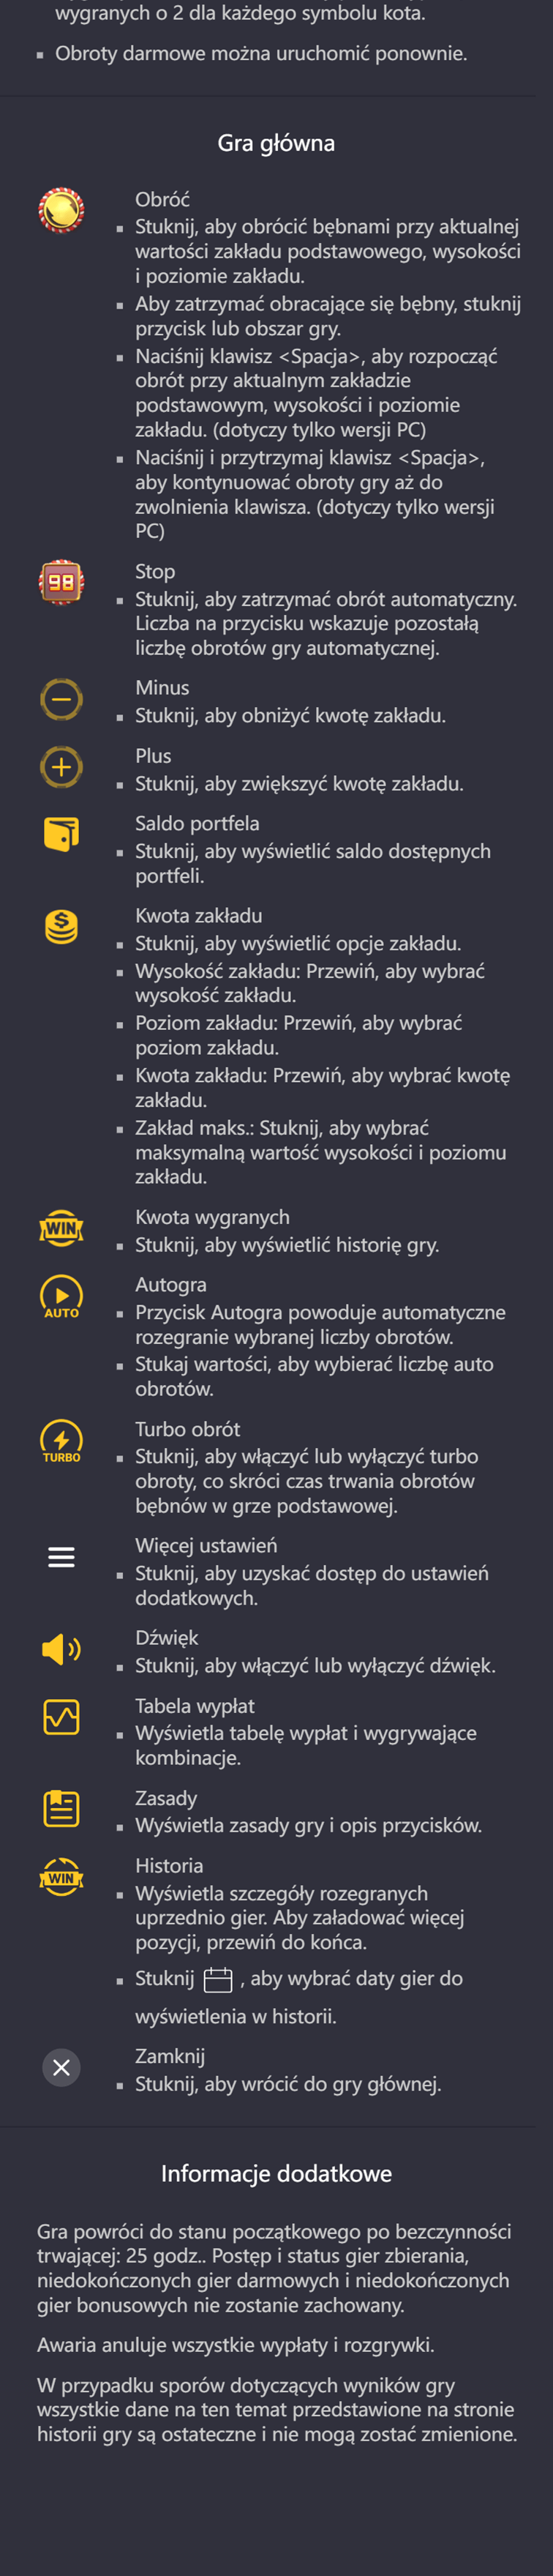 wygranych o 2 dla każdego symbolu kota.
Obroty darmowe można uruchomić ponownie.
Gra główna
Obróć
Stuknij, aby obrócić bębnami przy aktualnej
wartości zakładu podstawowego, wysokości
i poziomie zakładu.
Aby zatrzymać obracające się bębny, stuknij
przycisk lub obszar gry.
Naciśnij klawisz <Spacja>, aby rozpocząć
obrót przy aktualnym zakładzie
podstawowym, wysokości i poziomie
zakładu. (dotyczy tylko wersji PC)
Naciśnij i przytrzymaj klawisz <Spacja>,
aby kontynuować obroty gry aż do
zwolnienia klawisza. (dotyczy tylko wersji
PC)
98
Stop
Stuknij, aby zatrzymać obrót automatyczny.
Liczba na przycisku wskazuje pozostałą
liczbę obrotów gry automatycznej.
Minus
Stuknij, aby obniżyć kwotę zakładu.
Plus
Stuknij, aby zwiększyć kwotę zakładu.
Saldo portfela
Stuknij, aby wyświetlić saldo dostępnych
portfeli.
Kwota zakładu
Stuknij, aby wyświetlić opcje zakładu.
Wysokość zakładu: Przewiń, aby wybrać
wysokość zakładu.
Poziom zakładu: Przewiń, aby wybrać
poziom zakładu.
Kwota zakładu: Przewiń, aby wybrać kwotę
zakładu.
Zakład maks.: Stuknij, aby wybrać
maksymalną wartość wysokości i poziomu
zakładu.
WIN
Kwota wygranych
Stuknij, aby wyświetlić historię gry.
AUTO
Autogra
Przycisk Autogra powoduje automatyczne
rozegranie wybranej liczby obrotów.
Stukaj wartości, aby wybierać liczbę auto
obrotów.
TURBO
Turbo obrót
Stuknij, aby włączyć lub wyłączyć turbo
obroty, co skróci czas trwania obrotów
bębnów w grze podstawowej.
Więcej ustawień
Stuknij, aby uzyskać dostęp do ustawień
dodatkowych.
Dźwięk
Stuknij, aby włączyć lub wyłączyć dźwięk.
Tabela wypłat
Wyświetla tabelę wypłat i wygrywające
kombinacje.
Zasady
Wyświetla zasady gry i opis przycisków.
WIN
Historia
Wyświetla szczegóły rozegranych
uprzednio gier. Aby załadować więcej
pozycji, przewiń do końca.
Stuknij , aby wybrać daty gier do
wyświetlenia w historii.
Zamknij
Stuknij, aby wrócić do gry głównej.
Informacje dodatkowe
Gra powróci do stanu początkowego po bezczynności
trwającej: 25 godz.. Postęp i status gier zbierania,
niedokończonych gier darmowych i niedokończonych
gier bonusowych nie zostanie zachowany.
Awaria anuluje wszystkie wypłaty i rozgrywki.
W przypadku sporów dotyczących wyników gry
wszystkie dane na ten temat przedstawione na stronie
historii gry są ostateczne i nie mogą zostać zmienione.